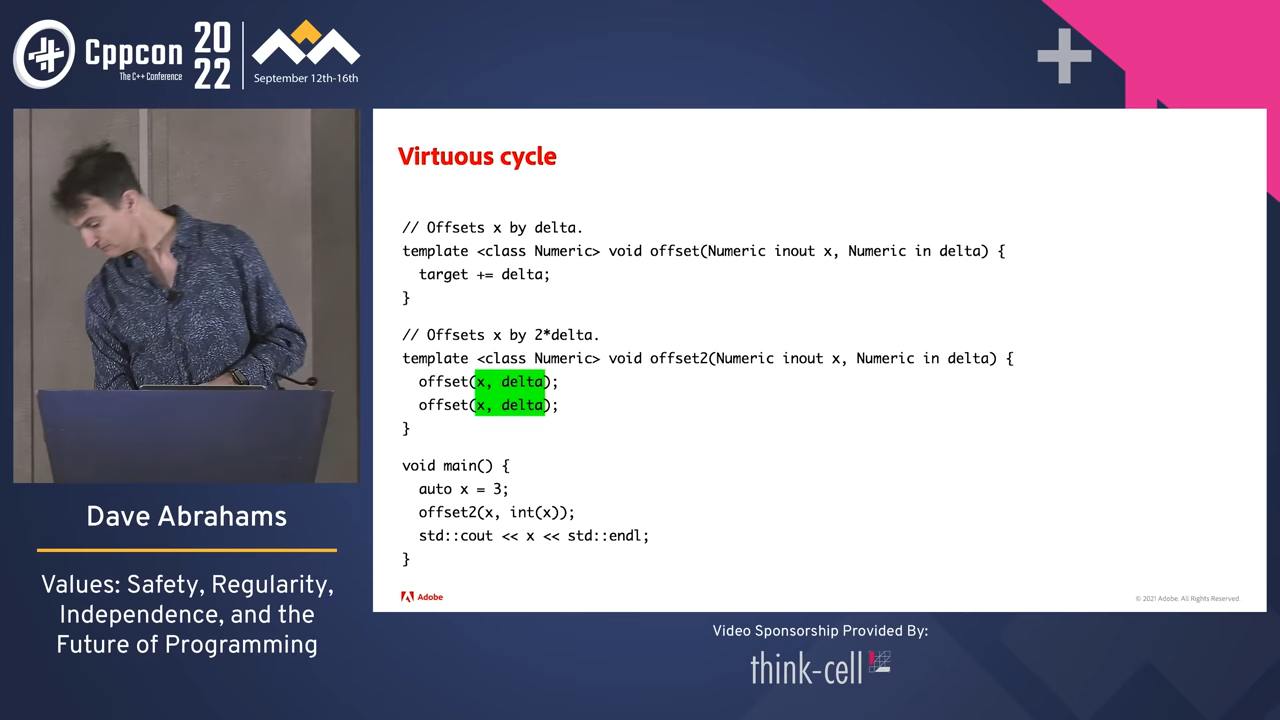 Cppcon
The C++ Conference
20
22
September 12th-16th
Virtuous cycle
// Offsets x by delta.
template <class Numeric> void offset(Numeric inout x, Numeric in delta) {
target += delta;
}
// Offsets x by 2*delta.
template <class Numeric> void offset2(Numeric inout x, Numeric in delta) {
offset(x, delta);
offset(x, delta);
}
void main() {
auto x = 3;
offset2(x, int(x));
std::cout << x << std::endl;
}
Adobe
© 2021 Adobe. All Rights Reserved.
Dave Abrahams
Values: Safety, Regularity,
Independence, and the
Future of Programming
Video Sponsorship Provided By:
think-cell